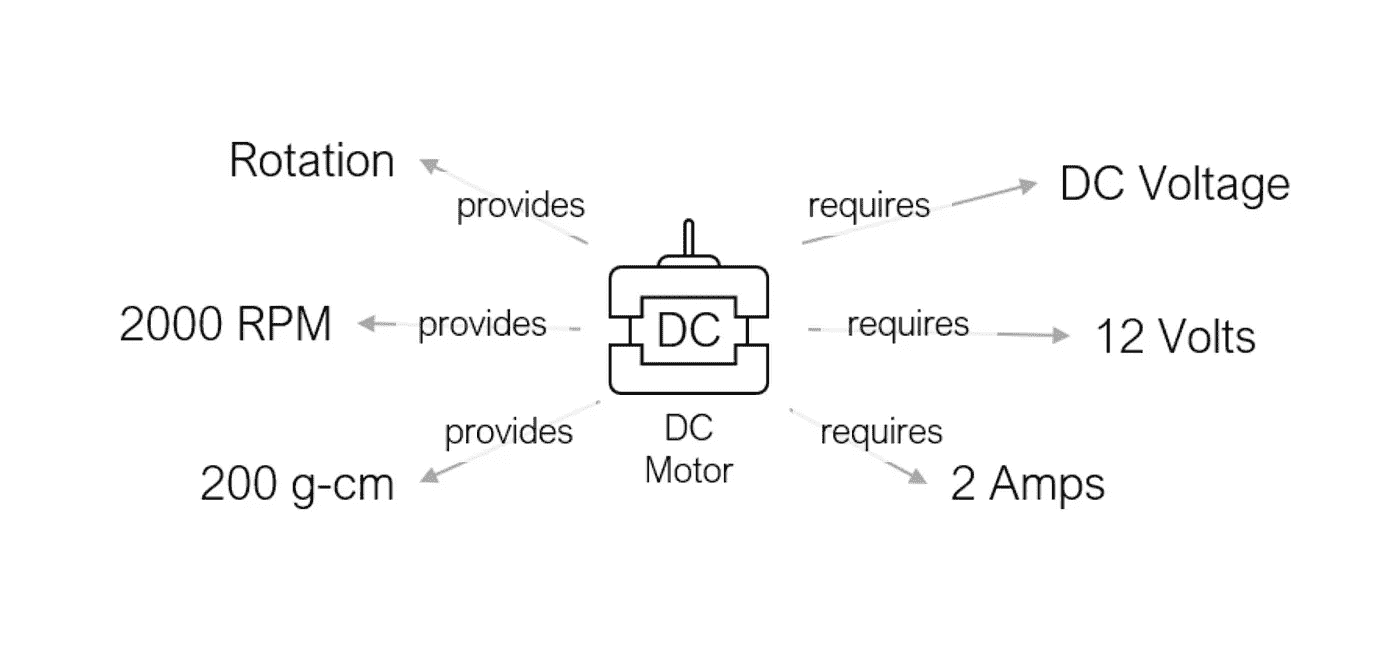 Rotation
provides
requires
DC Voltage
2000 RPM
provides
DC
requires
12 Volts
provides
DC
Motor
requires
200 g-cm
2 Amps